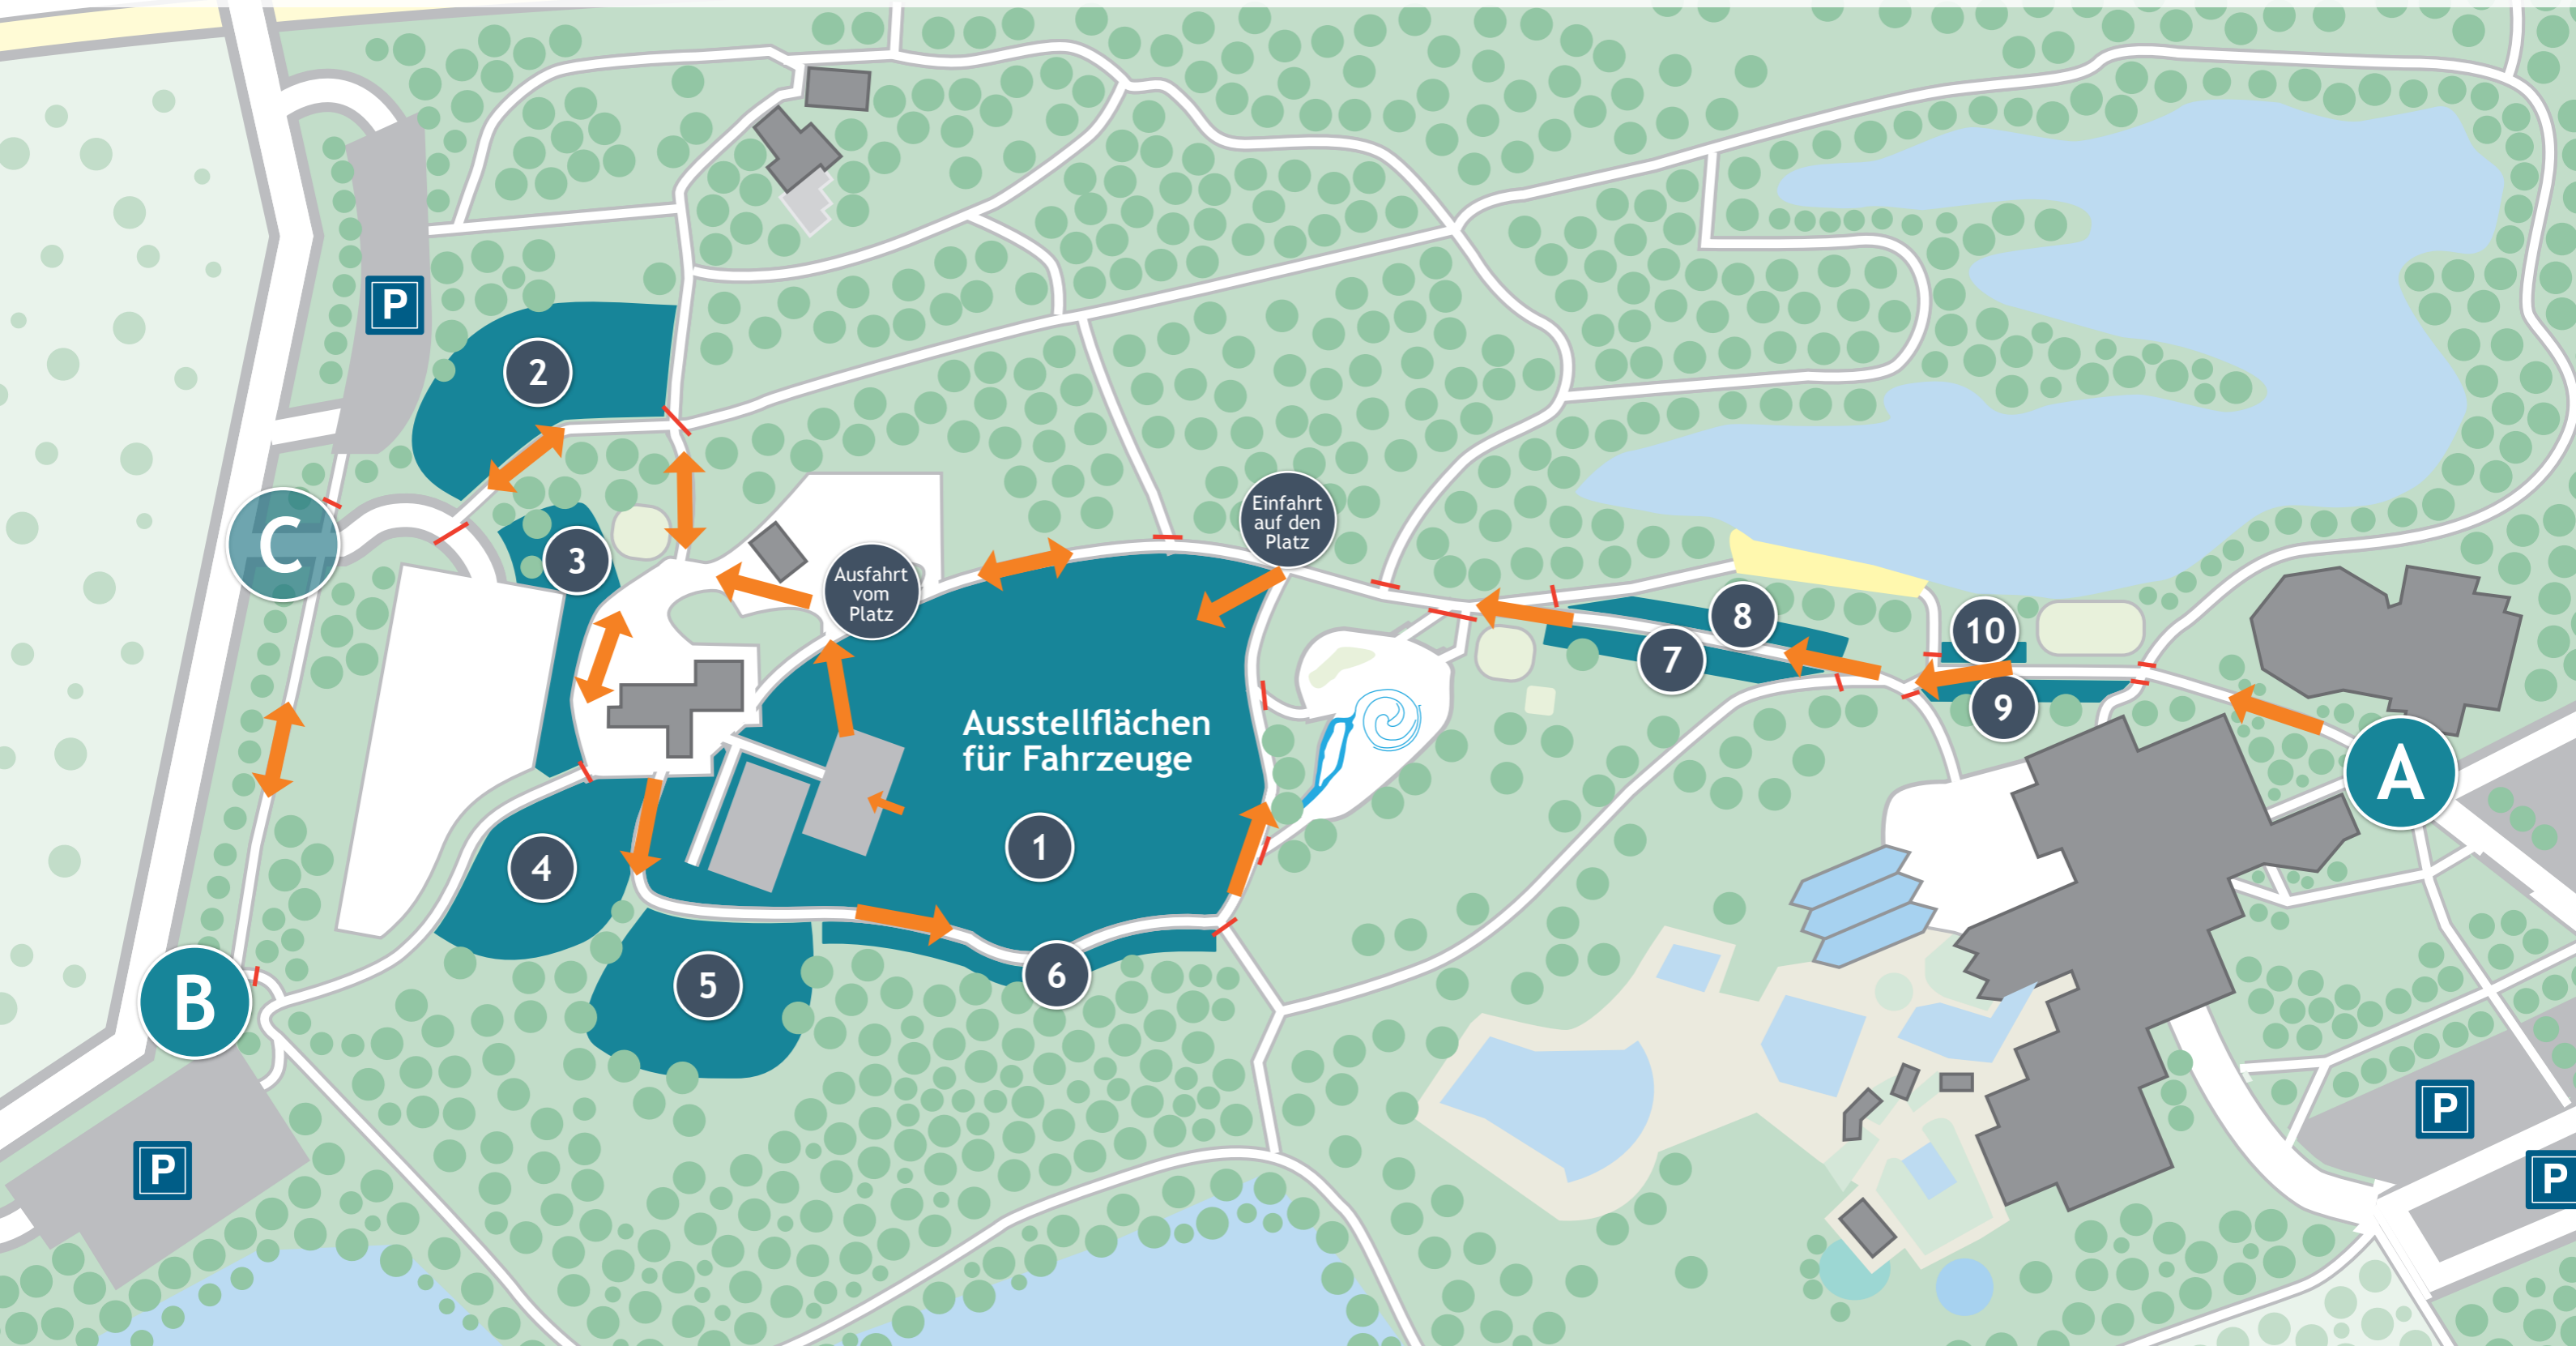 P
2
Einfahrt
auf den
Platz
C
3
Ausfahrt
vom
Platz
8
10
7
9
Ausstellflächen
für Fahrzeuge
A
1
4
5
6
B
P
P
P